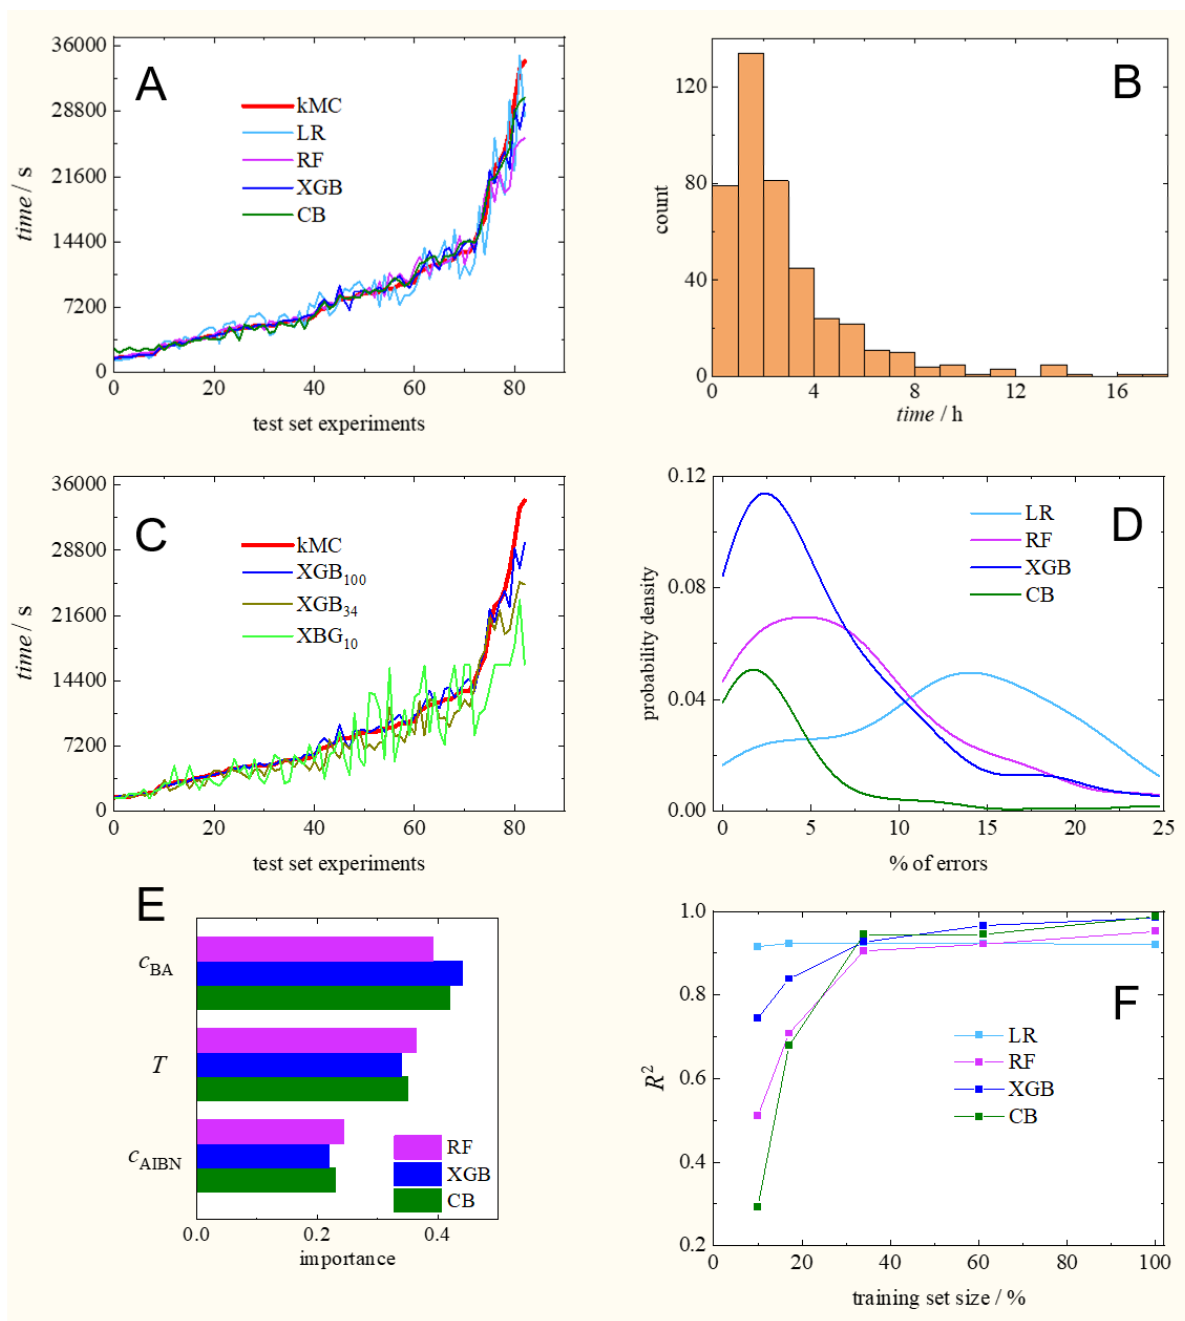 A
36000
28800
21600
14400
7200
0
time / s
kMC
LR
RF
XGB
CB
0 20 40 60 80
test set experiments
B
120
80
40
0
count
0 4 8 12 16
time / h
C
36000
28800
21600
14400
7200
0
time / s
kMC
XGB100
XGB34
XBG10
0 20 40 60 80
test set experiments
D
0.12
0.08
0.04
0.00
probability density
LR
RF
XGB
CB
0 5 10 15 20 25
% of errors
E
cBA
T
cAIBN
RF
XGB
CB
0.0 0.2 0.4
importance
F
1.0
0.8
0.6
0.4
0.2
R2
LR
RF
XGB
CB
0 20 40 60 80 100
training set size / %